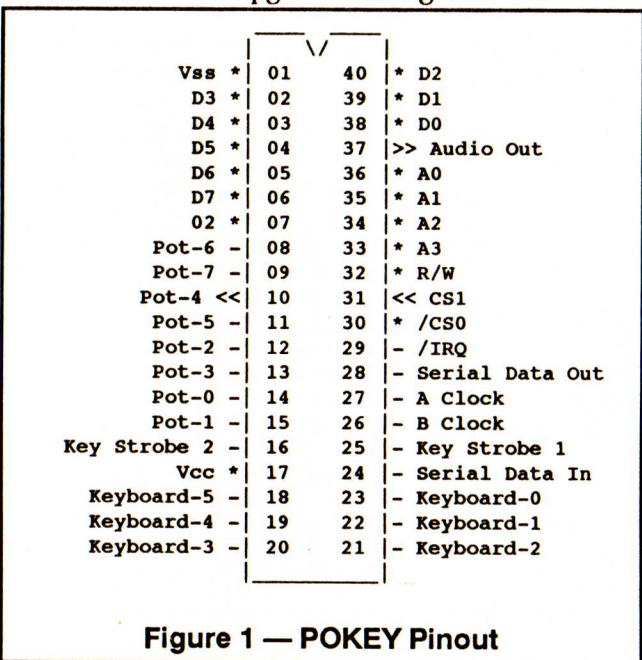 Vss *| 01 40 |* D2
D3 *| 02 39 |* D1
D4 *| 03 38 |* D0
D5 *| 04 37 |>> Audio Out
D6 *| 05 36 |* A0
D7 *| 06 35 |* A1
02 *| 07 34 |* A2
Pot-6 -| 08 33 |* A3
Pot-7 -| 09 32 |* R/W
Pot-4 <<| 10 31 |<< CS1
Pot-5 -| 11 30 |* /CS0
Pot-2 -| 12 29 |- /IRQ
Pot-3 -| 13 28 |- Serial Data Out
Pot-0 -| 14 27 |- A Clock
Pot-1 -| 15 26 |- B Clock
Key Strobe 2 -| 16 25 |- Key Strobe 1
Vcc *| 17 24 |- Serial Data In
Keyboard-5 -| 18 23 |- Keyboard-0
Keyboard-4 -| 19 22 |- Keyboard-1
Keyboard-3 -| 20 21 |- Keyboard-2
Figure 1 — POKEY Pinout